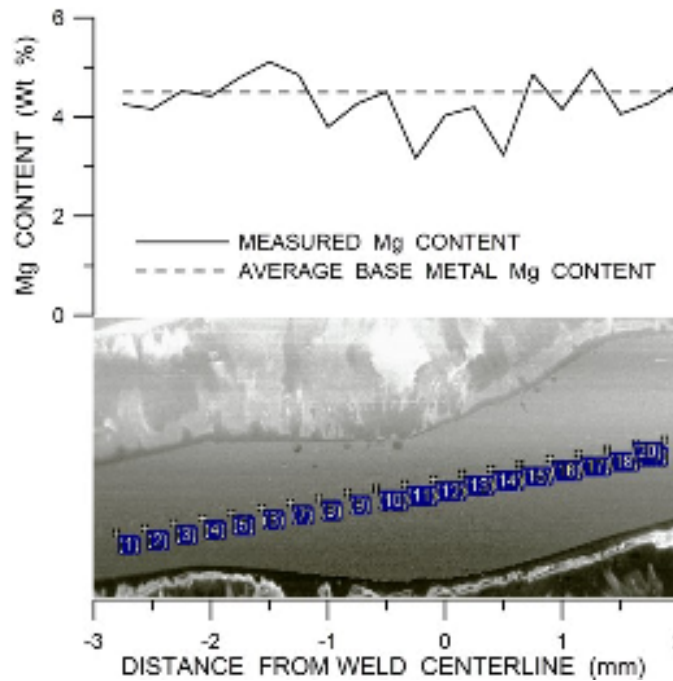 6
Mg CONTENT (Wt %)
4
2
MEASURED Mg CONTENT
AVERAGE BASE METAL Mg CONTENT
0
(1) (2) (3) (4) (5) (6) (7) (8) (9) (10) (11) (12) (13) (14) (15) (16) (17) (18) (20)
-3 -2 -1 0 1
DISTANCE FROM WELD CENTERLINE (mm)